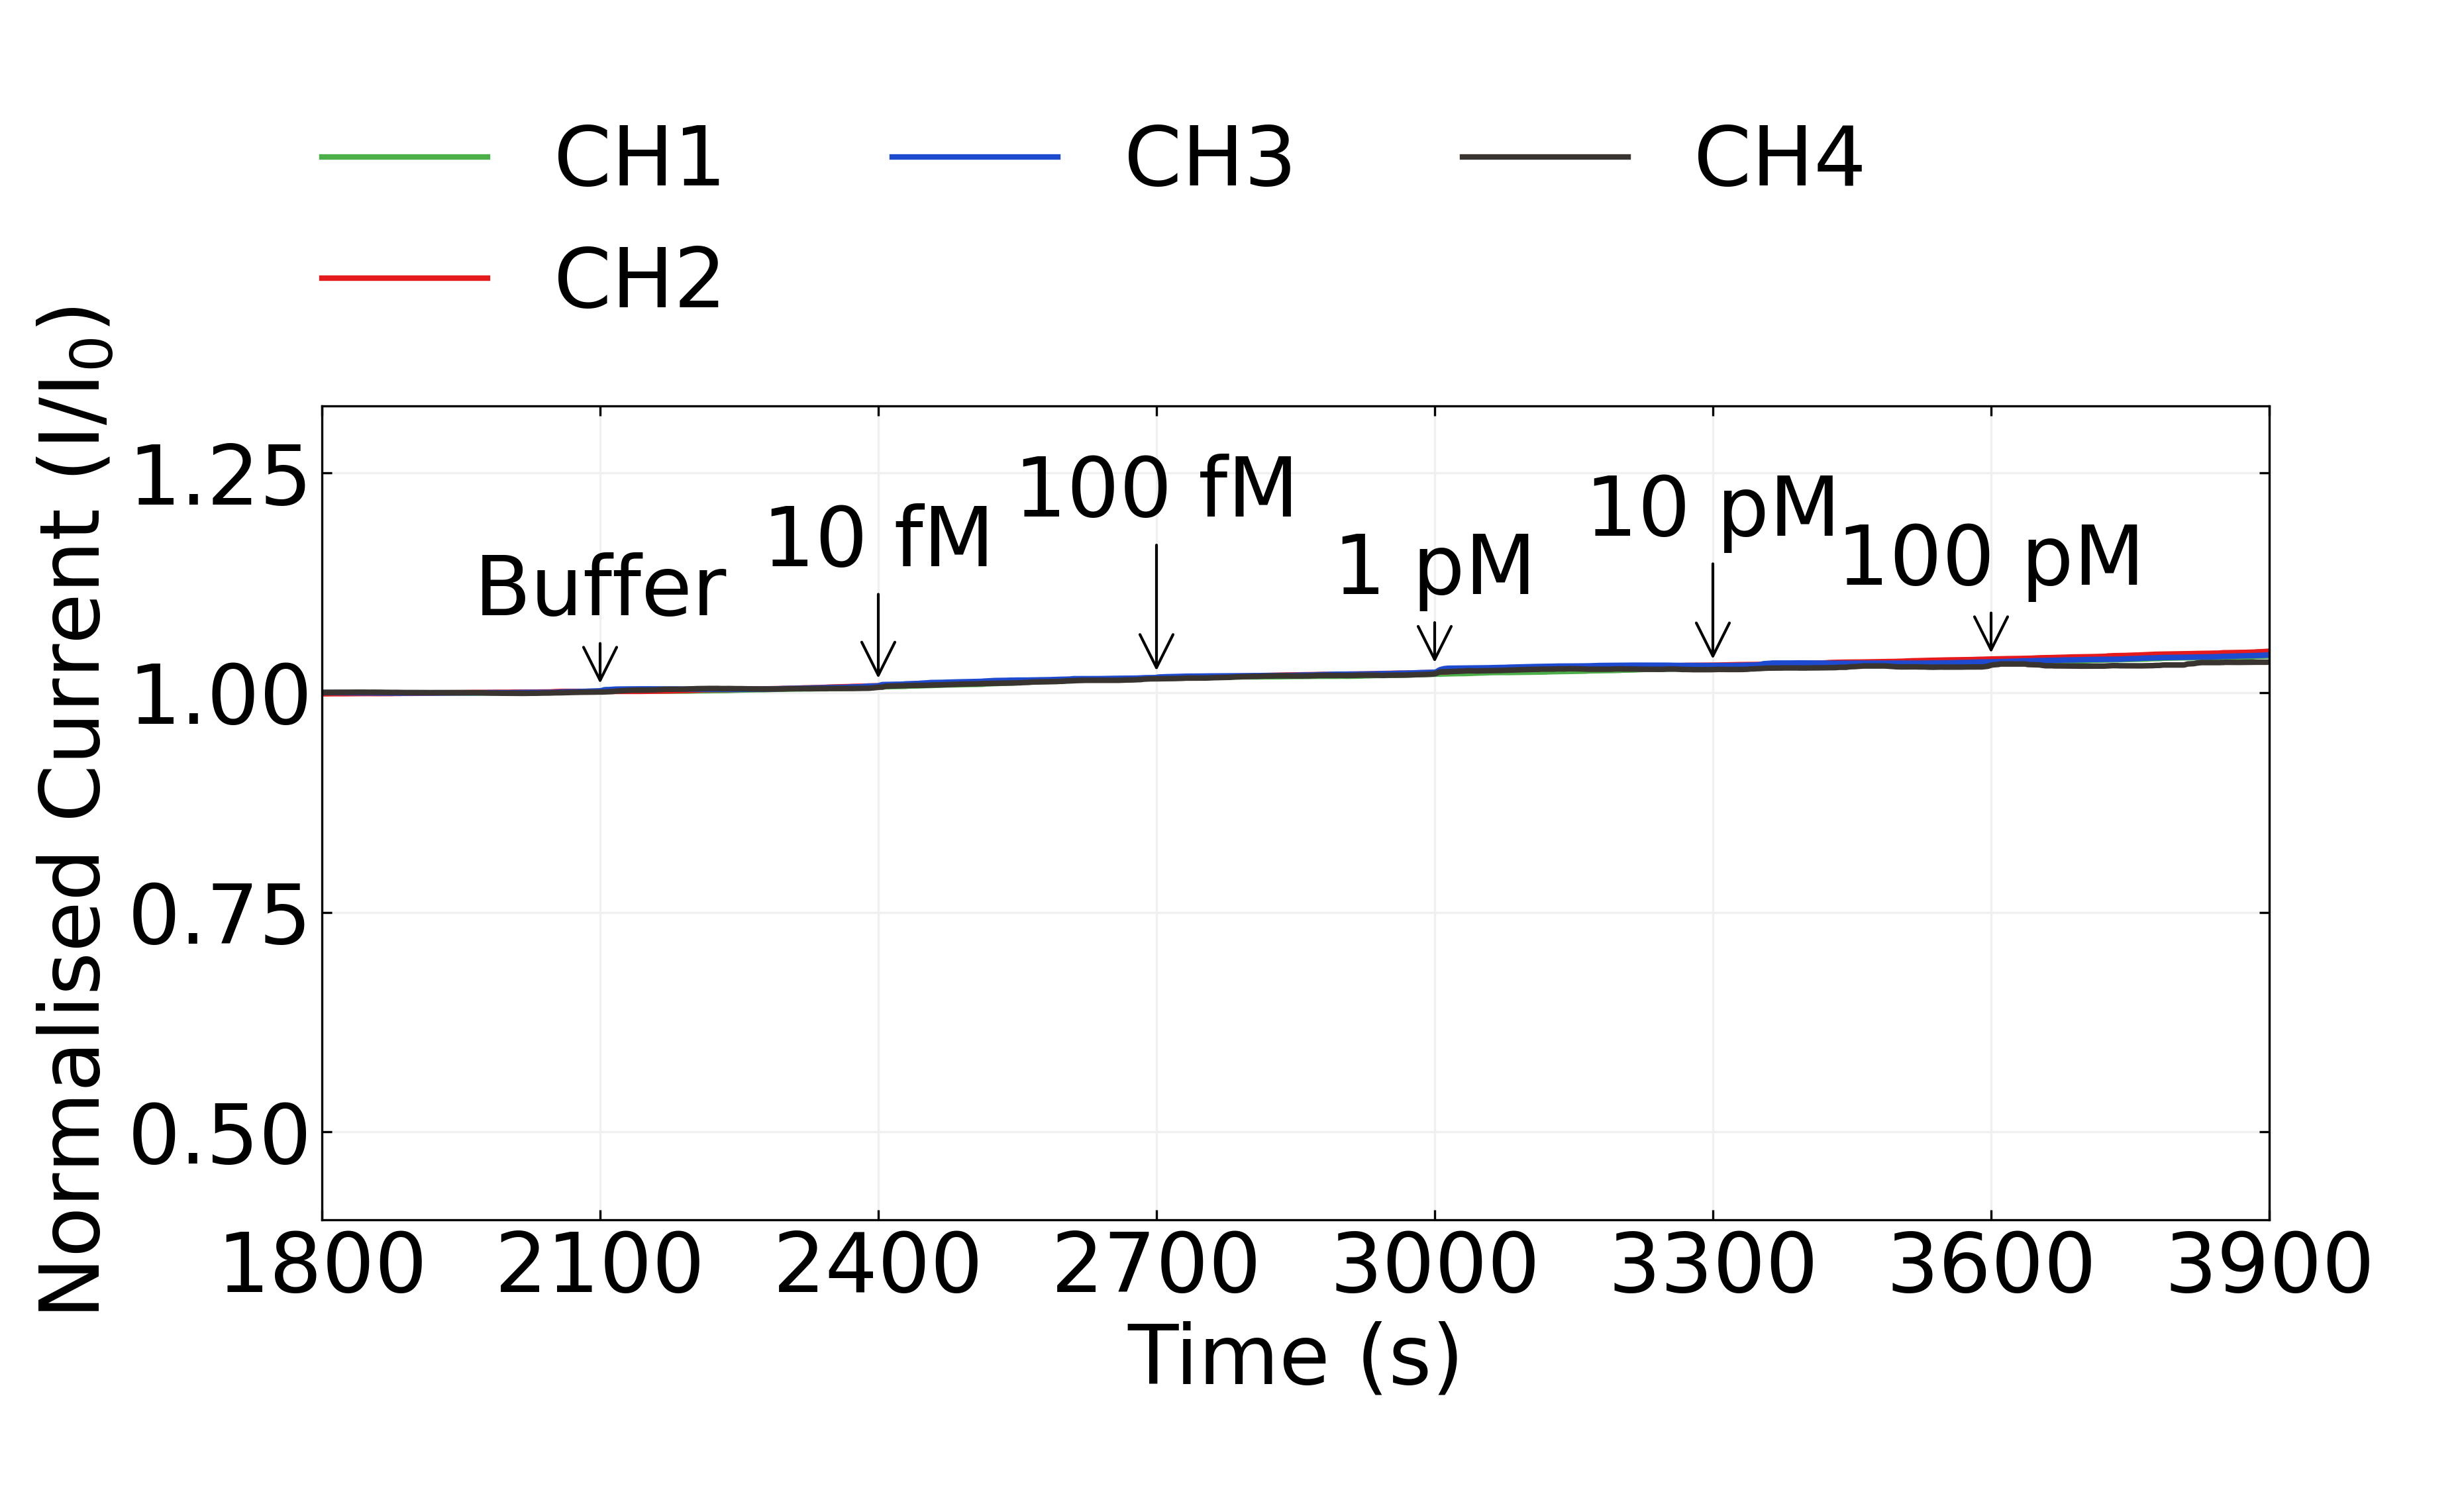 CH1 CH3 CH4
CH2
Normalised Current (I/I₀)
1.25
1.00
0.75
0.50
Buffer
10 fM
100 fM
1 pM
10 pM
100 pM
1800 2100 2400 2700 3000 3300 3600 3900
Time (s)